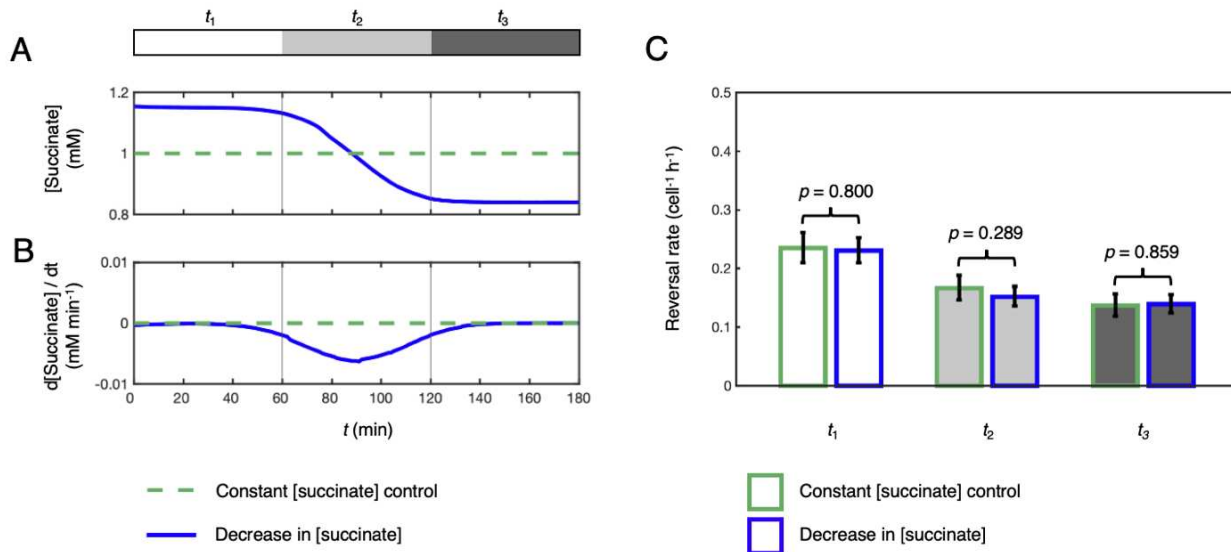 t₁ t₂ t₃
A
1.2
1
0.8
[Succinate]
(mM)
B
0.01
0
-0.01
d[Succinate] / dt
(mM min⁻¹)
0 20 40 60 80 100 120 140 160 180
t (min)
Constant [succinate] control
Decrease in [succinate]
C
0.5
0.4
0.3
0.2
0.1
0
Reversal rate (cell⁻¹ h⁻¹)
p = 0.800
p = 0.289
p = 0.859
t₁ t₂ t₃
Constant [succinate] control
Decrease in [succinate]